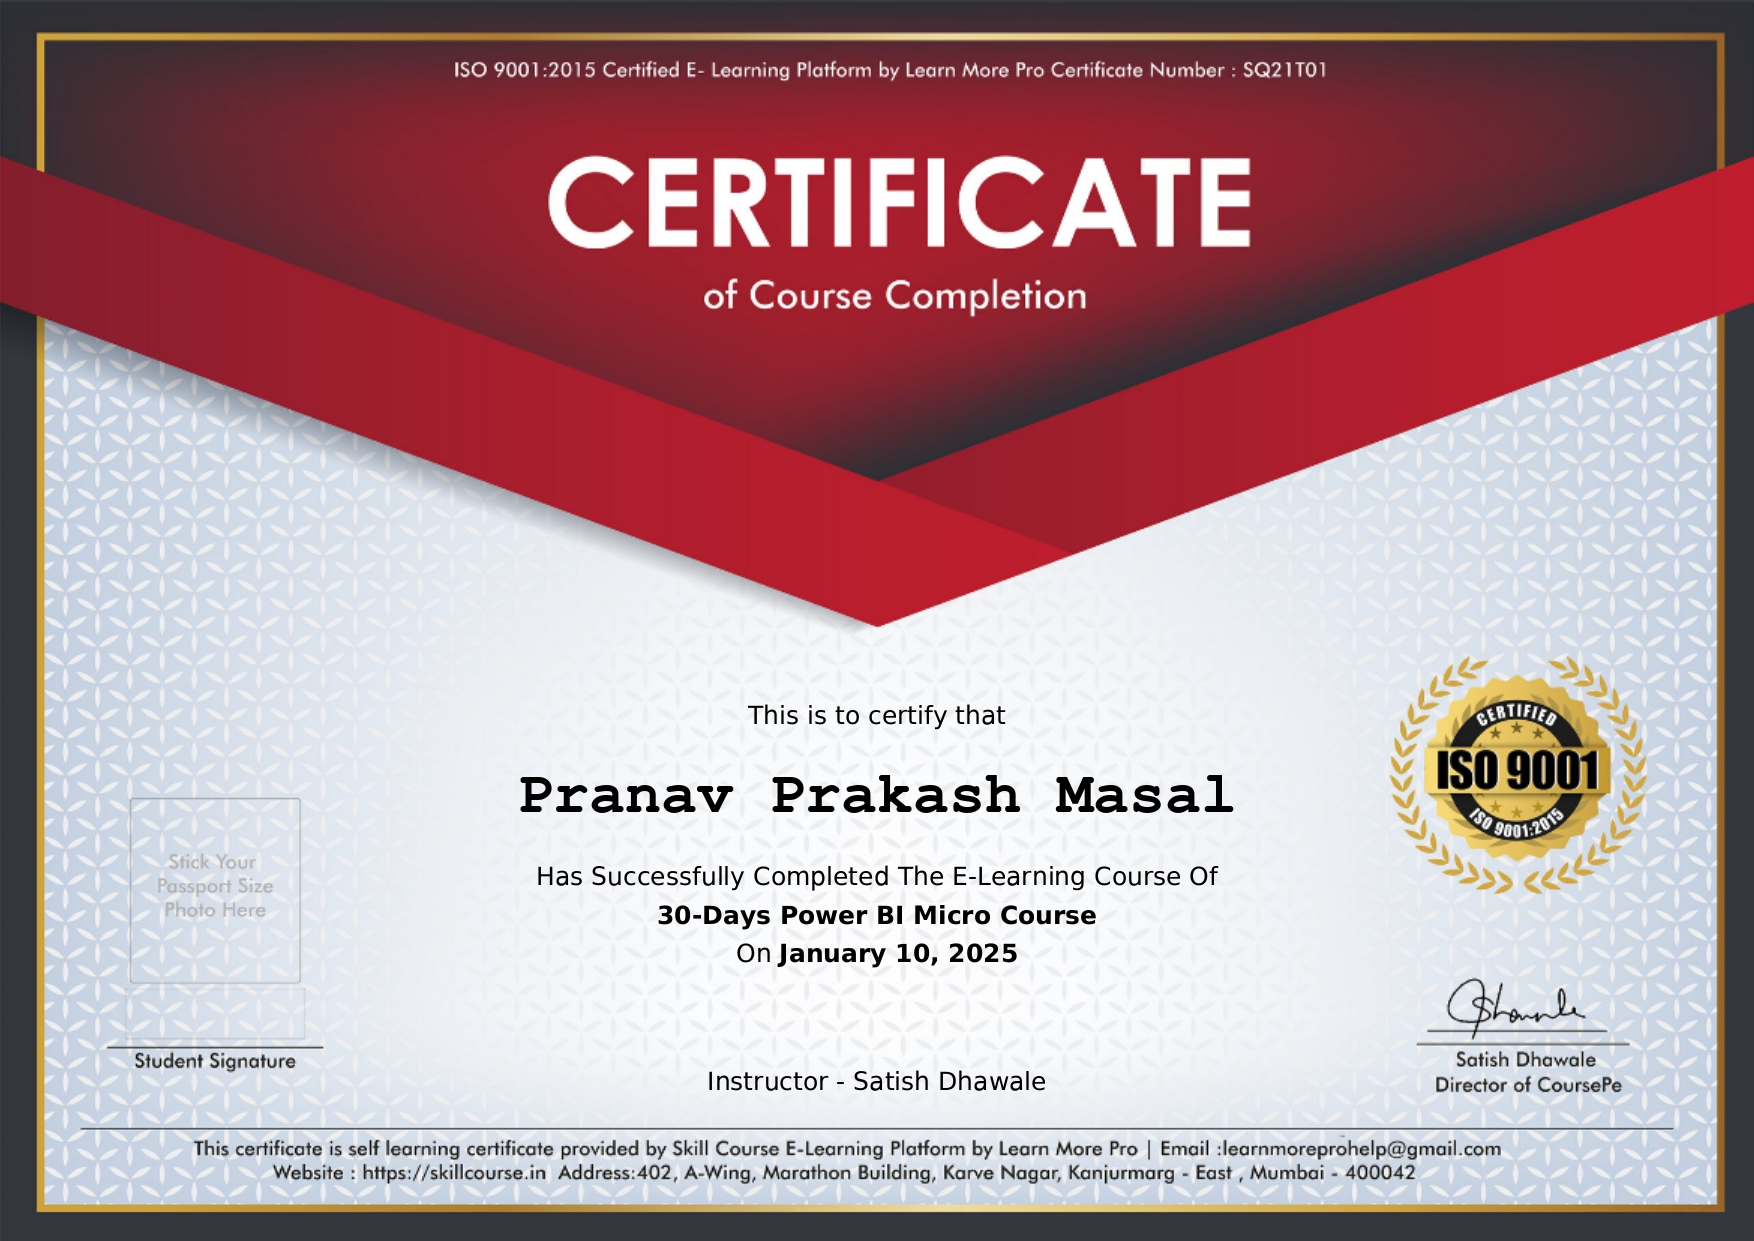 ISO 9001:2015 Certified E- Learning Platform by Learn More Pro Certificate Number : SQ21T01
CERTIFICATE
of Course Completion
This is to certify that
Pranav Prakash Masal
Has Successfully Completed The E-Learning Course Of
30-Days Power BI Micro Course
On January 10, 2025
CERTIFIED
ISO 9001
ISO 9001:2015
Stick Your
Passport Size
Photo Here
Student Signature
Instructor - Satish Dhawale
Satish Dhawale
Director of CoursePe
This certificate is self learning certificate provided by Skill Course E-Learning Platform by Learn More Pro | Email :learnmoreprohelp@gmail.com
Website : https://skillcourse.in Address:402, A-Wing, Marathon Building, Karve Nagar, Kanjurmarg - East , Mumbai - 400042